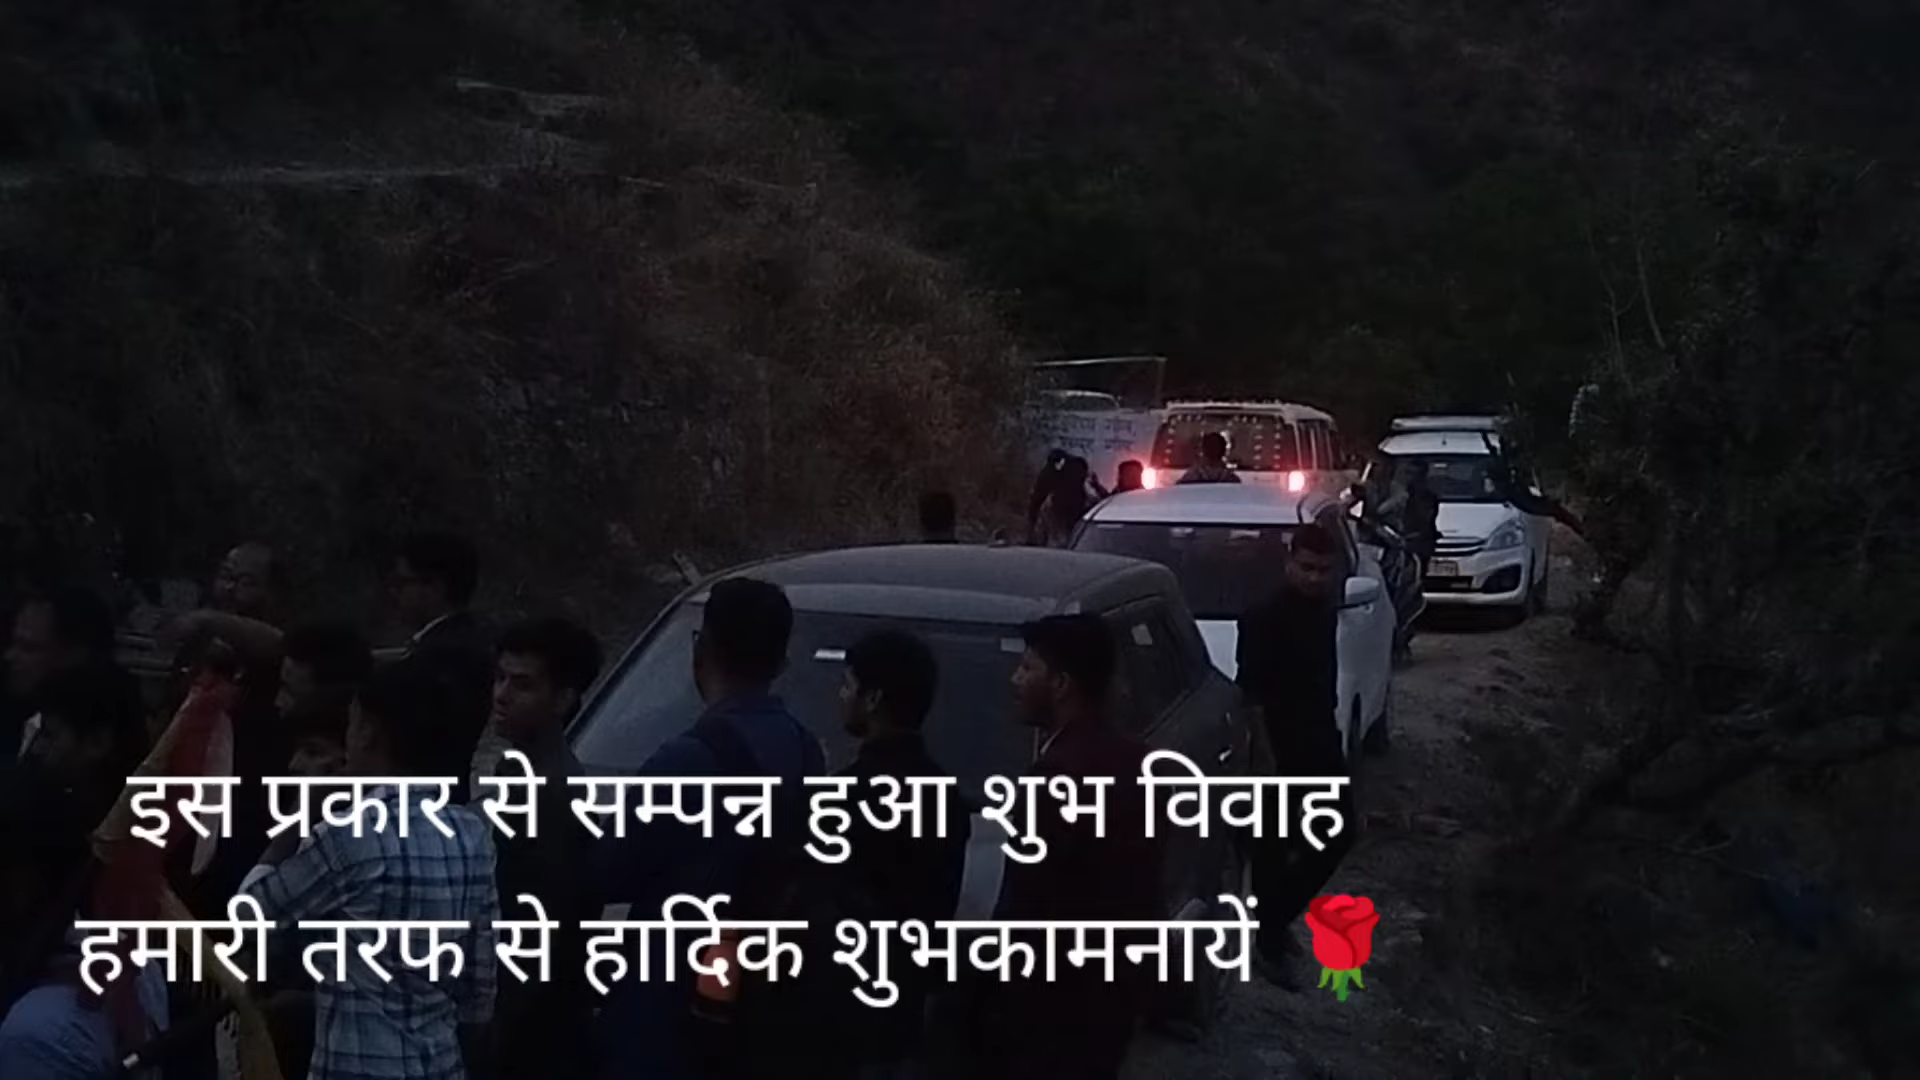 इस प्रकार से सम्पन्न हुआ शुभ विवाह
हमारी तरफ से हार्दिक शुभकामनायें 🌹